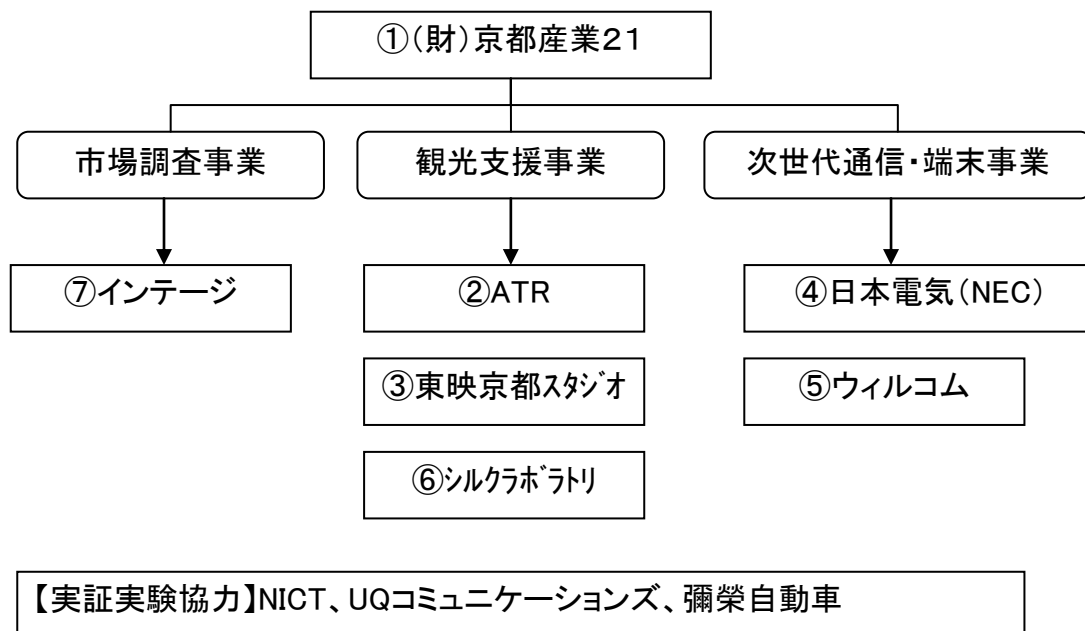 ①(財)京都産業21
市場調査事業
観光支援事業
次世代通信・端末事業
⑦インテージ
②ATR
④日本電気(NEC)
③東映京都ｽﾀｼﾞｵ
⑤ウィルコム
⑥ｼﾙｸﾗﾎﾞﾗﾄﾘ
【実証実験協力】NICT、UQコミュニケーションズ、彌榮自動車